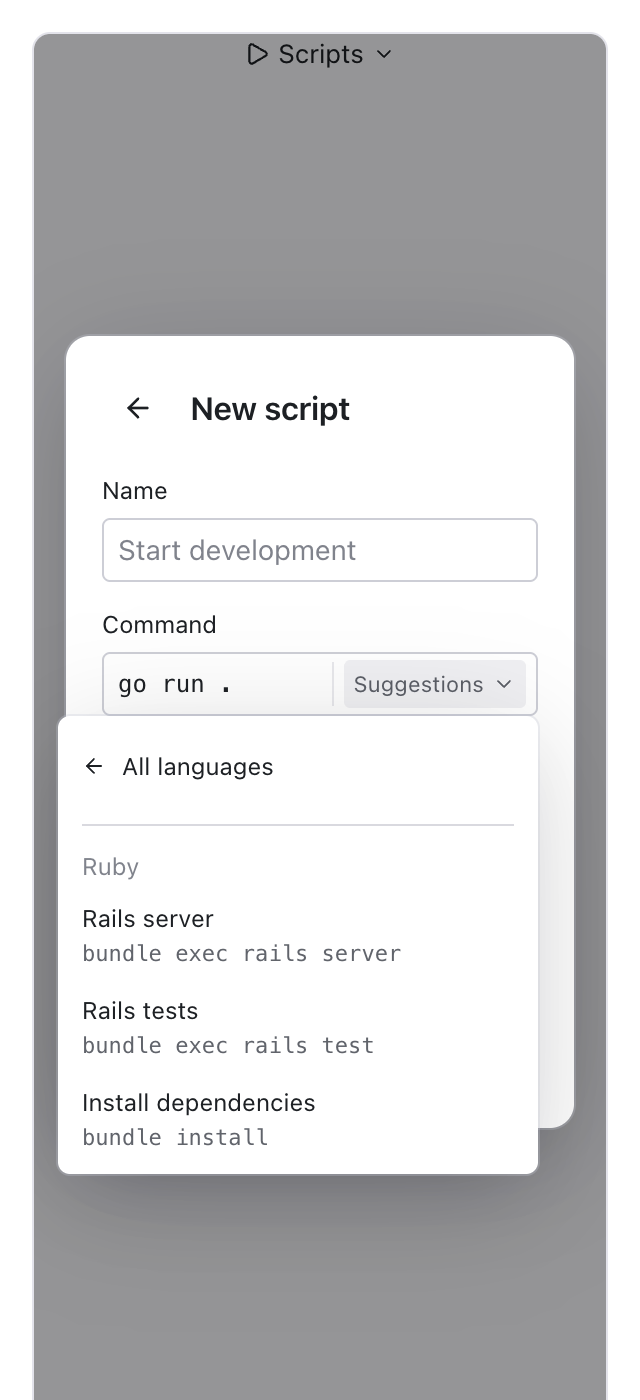 Scripts
New script
Name
Start development
Command
go run .
Suggestions
All languages
Ruby
Rails server
bundle exec rails server
Rails tests
bundle exec rails test
Install dependencies
bundle install